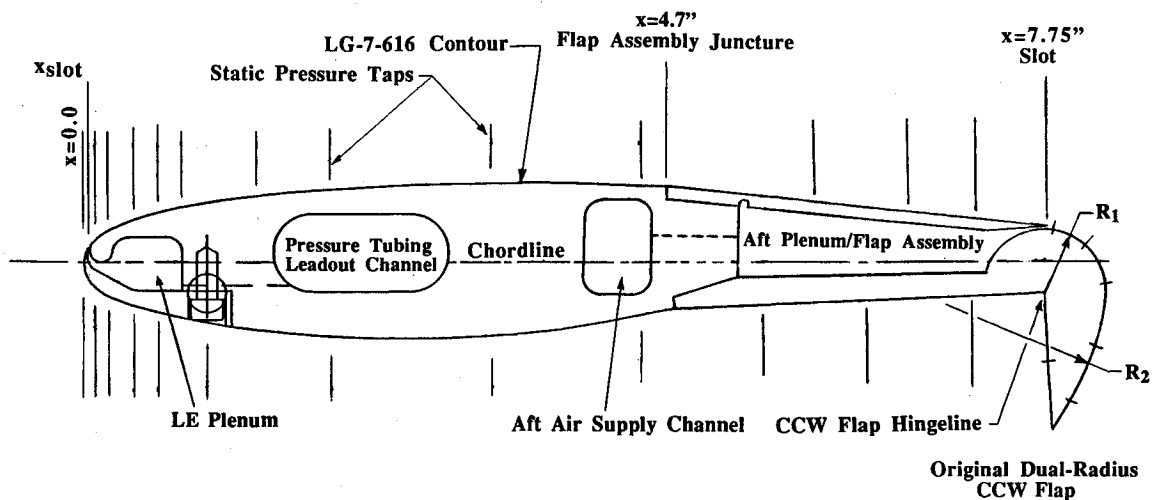 x=4.7”
LG-7-616 Contour
Flap Assembly Juncture
x=7.75”
Slot
Static Pressure Taps
xslot
x=0.0
R1
Pressure Tubing
Leadout Channel
Chordline
Aft Plenum/Flap Assembly
R2
LE Plenum
Aft Air Supply Channel
CCW Flap Hingeline
Original Dual-Radius
CCW Flap